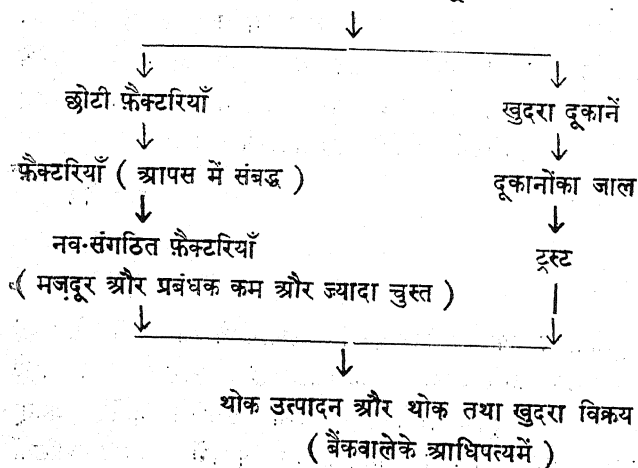 छोटी फ़ैक्टरियाँ
खुदरा दूकानें
फ़ैक्टरियाँ ( आपस में संबद्ध )
दूकानोंका जाल
नव-संगठित फ़ैक्टरियाँ
ट्रस्ट
( मज़दूर और प्रबंधक कम और ज्यादा चुस्त )
थोक उत्पादन और थोक तथा खुदरा विक्रय
( बैंकवालेके आधिपत्यमें )